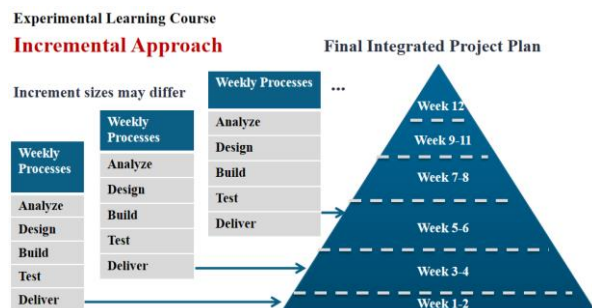 Experimental Learning Course
Incremental Approach
Final Integrated Project Plan
Increment sizes may differ
Weekly
Processes
Analyze
Design
Build
Test
Deliver
Weekly
Processes
Analyze
Design
Build
Test
Deliver
Weekly Processes
Analyze
Design
Build
Test
Deliver
...
Week 12
Week 9-11
Week 7-8
Week 5-6
Week 3-4
Week 1-2